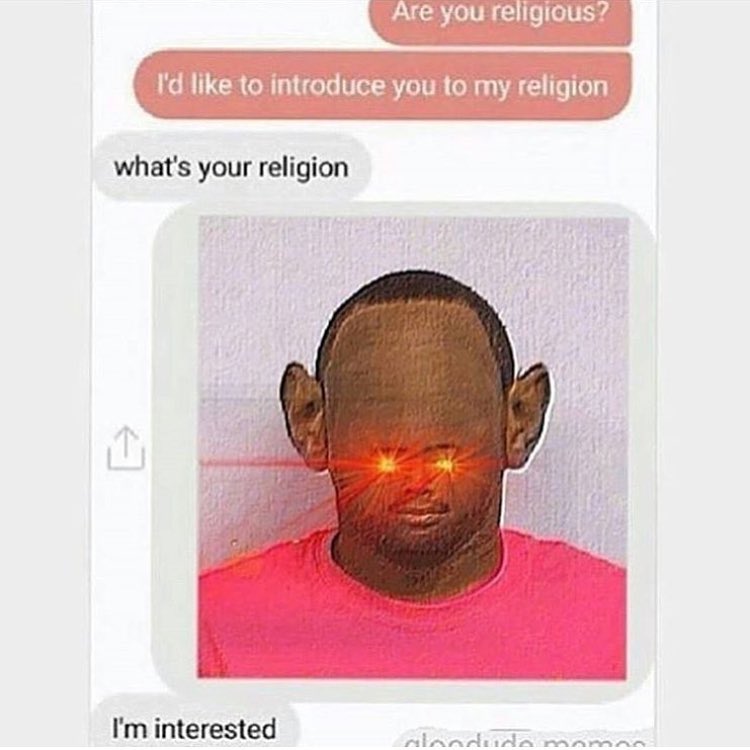 Are you religious?
I'd like to introduce you to my religion
what's your religion
I'm interested